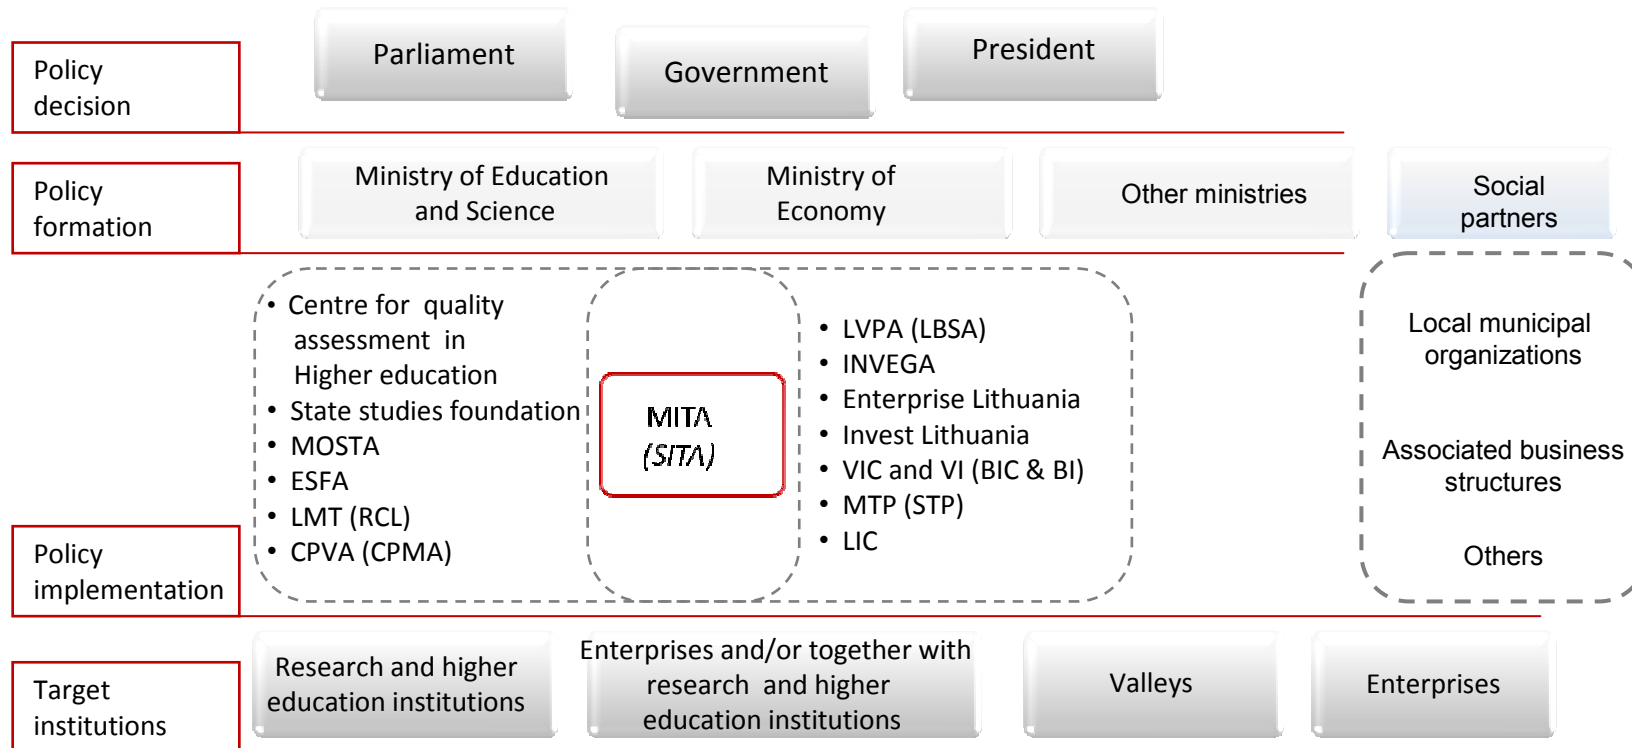 Policy
decision
Parliament
Government
President
Policy
formation
Ministry of Education
and Science
Ministry of
Economy
Other ministries
Social
partners
• Centre for quality
assessment in
Higher education
• State studies foundation
• MOSTA
• ESFA
• LMT (RCL)
• CPVA (CPMA)
MITA
(SITA)
• LVPA (LBSA)
• INVEGA
• Enterprise Lithuania
• Invest Lithuania
• VIC and VI (BIC & BI)
• MTP (STP)
• LIC
Local municipal
organizations
Associated business
structures
Others
Policy
implementation
Target
institutions
Research and higher
education institutions
Enterprises and/or together with
research and higher
education institutions
Valleys
Enterprises